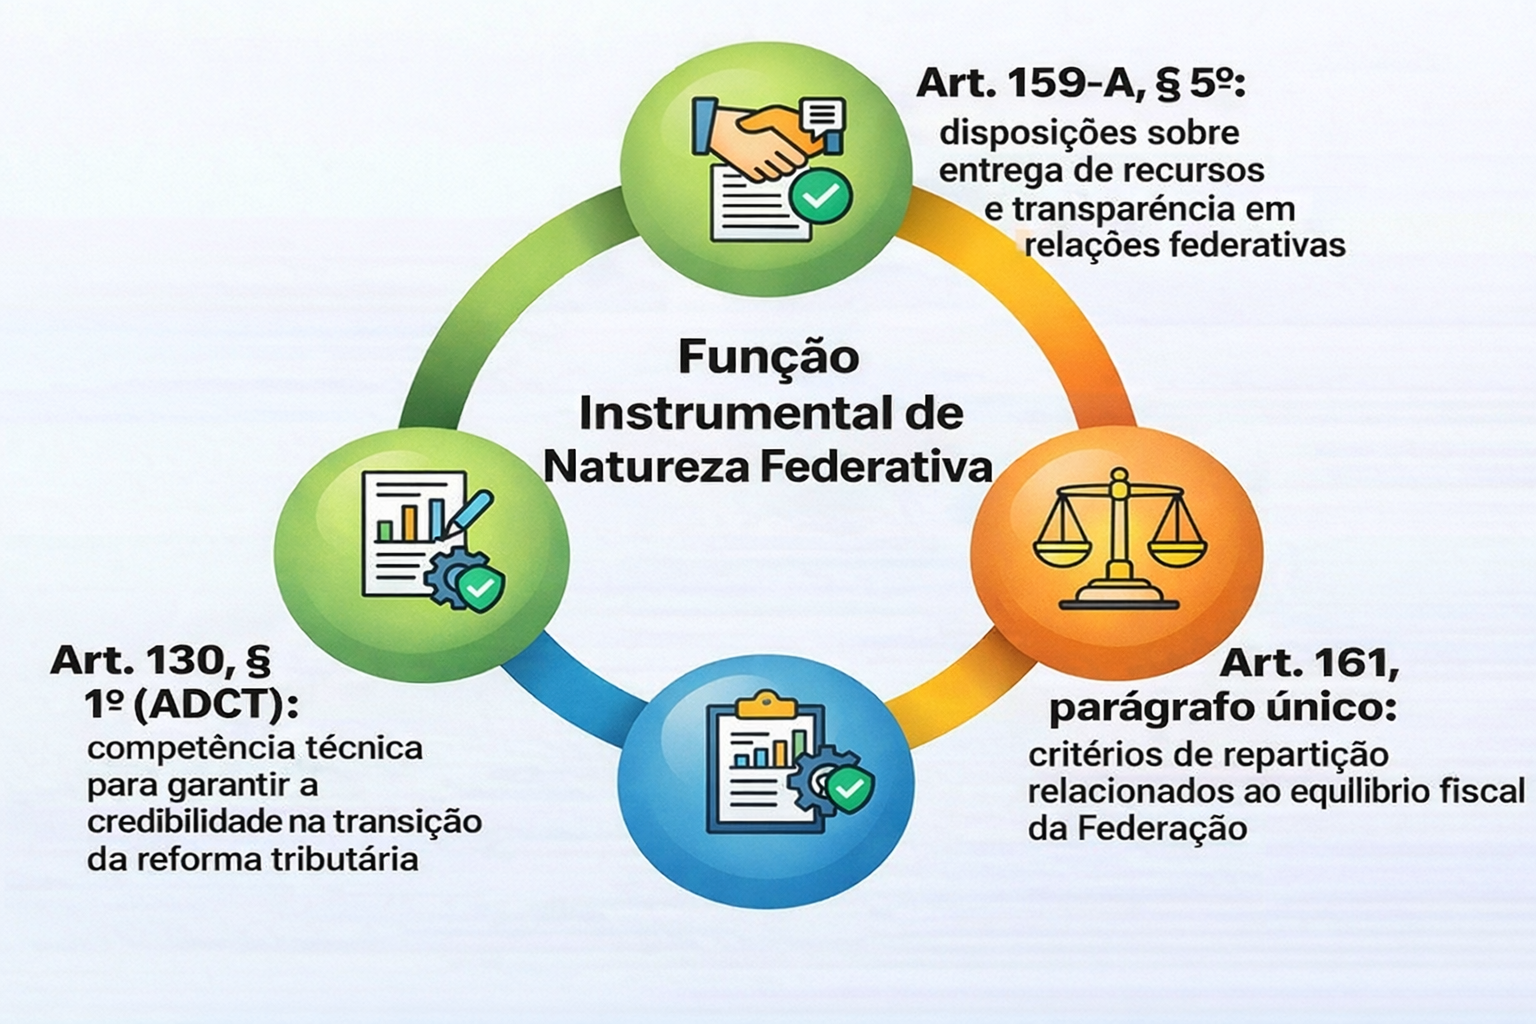 Art. 159-A, § 5º:
disposições sobre
entrega de recursos
e transparéncia em
relações federativas
Função
Instrumental de
Natureza Federativa
Art. 130, §
1º (ADCT):
competência técnica
para garantir a
credibilidade na transição
da reforma tributária
Art. 161,
parágrafo único:
critérios de repartição
relacionados ao equllibrio fiscal
da Federação